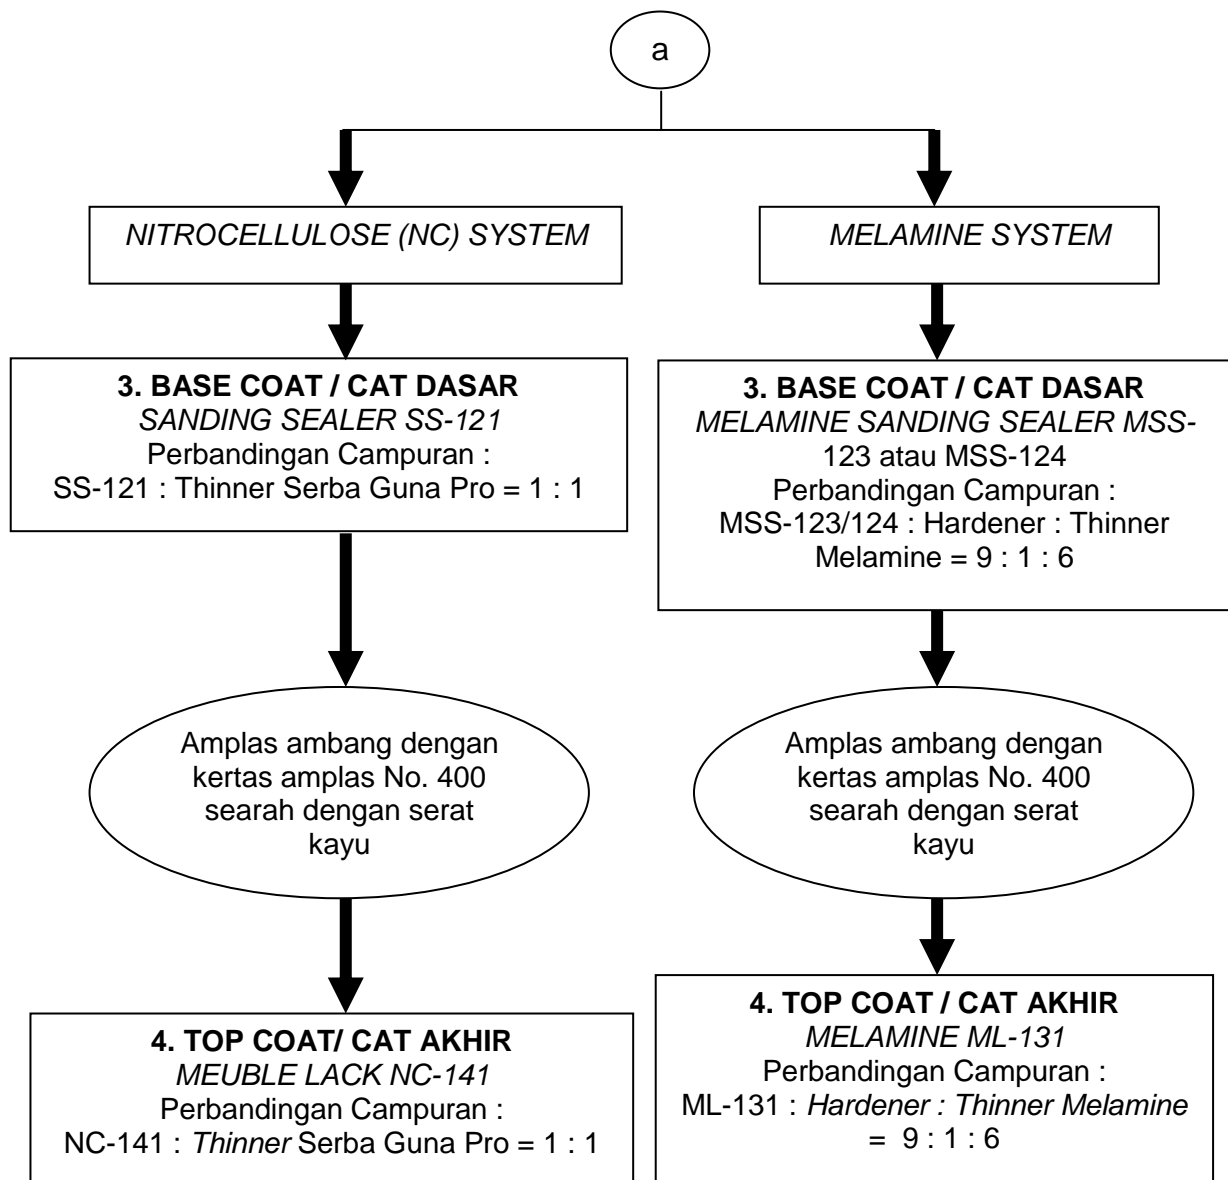 a
NITROCELLULOSE (NC) SYSTEM
MELAMINE SYSTEM
3. BASE COAT / CAT DASAR
SANDING SEALER SS-121
Perbandingan Campuran :
SS-121 : Thinner Serba Guna Pro = 1 : 1
3. BASE COAT / CAT DASAR
MELAMINE SANDING SEALER MSS-
123 atau MSS-124
Perbandingan Campuran :
MSS-123/124 : Hardener : Thinner
Melamine = 9 : 1 : 6
Amplas ambang dengan
kertas amplas No. 400
searah dengan serat
kayu
Amplas ambang dengan
kertas amplas No. 400
searah dengan serat
kayu
4. TOP COAT/ CAT AKHIR
MEUBLE LACK NC-141
Perbandingan Campuran :
NC-141 : Thinner Serba Guna Pro = 1 : 1
4. TOP COAT / CAT AKHIR
MELAMINE ML-131
Perbandingan Campuran :
ML-131 : Hardener : Thinner Melamine
= 9 : 1 : 6